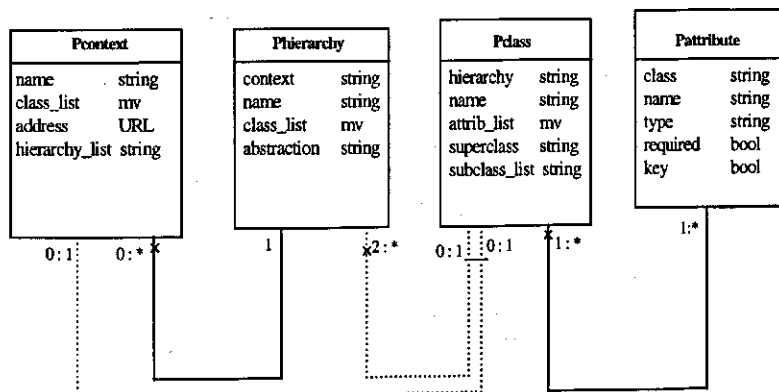 Pcontext
name string
class_list mv
address URL
hierarchy_list string
Phierarchy
context string
name string
class_list mv
abstraction string
Pclass
hierarchy string
name string
attrib_list mv
superclass string
subclass_list string
Pattribute
class string
name string
type string
required bool
key bool
0:1 0:* 1 2:* 0:1 0:1 1:* 1:*